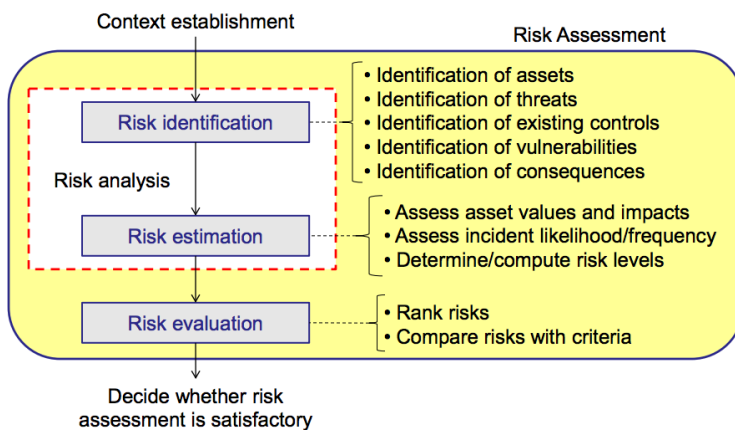 Context establishment
Risk Assessment
Risk identification
• Identification of assets
• Identification of threats
• Identification of existing controls
• Identification of vulnerabilities
• Identification of consequences
Risk analysis
Risk estimation
• Assess asset values and impacts
• Assess incident likelihood/frequency
• Determine/compute risk levels
Risk evaluation
• Rank risks
• Compare risks with criteria
Decide whether risk
assessment is satisfactory